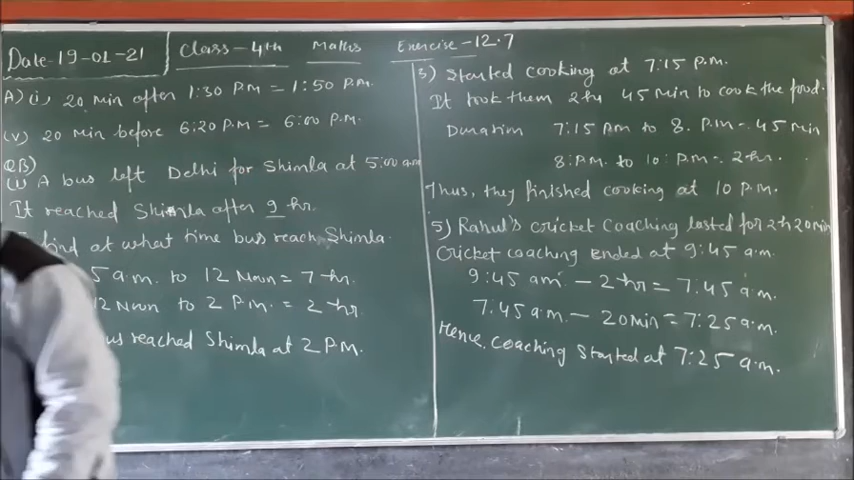 Date-19-01-21
Class-4th Maths Exercise-12.7
A) (i) 20 min after 1:30 P.M = 1:50 P.M.
(v) 20 min before 6:20 P.M = 6:00 P.M.
QB)
(i) A bus left Delhi for Shimla at 5:00 am
It reached Shimla after 9 hr.
find at what time bus reach Shimla.
5 a.m. to 12 Noon = 7 hr.
12 Noon to 2 P.m. = 2 hr.
us reached Shimla at 2 P.M.
3) Started cooking at 7:15 P.m.
It took them 2 hr 45 Min to cook the food.
Duration 7:15 Pm to 8. P.m - 45 min
8:P.M. to 10: P.M. - 2 hr.
Thus, they finished cooking at 10 P.m.
5) Rahul's cricket Coaching lasted for 2 hr 20 min
Cricket coaching Ended at 9:45 a.m.
9:45 am - 2 hr = 7:45 a.m.
7:45 a.m. - 20 min = 7:25 a.m.
Hence. Coaching Started at 7:25 a.m.